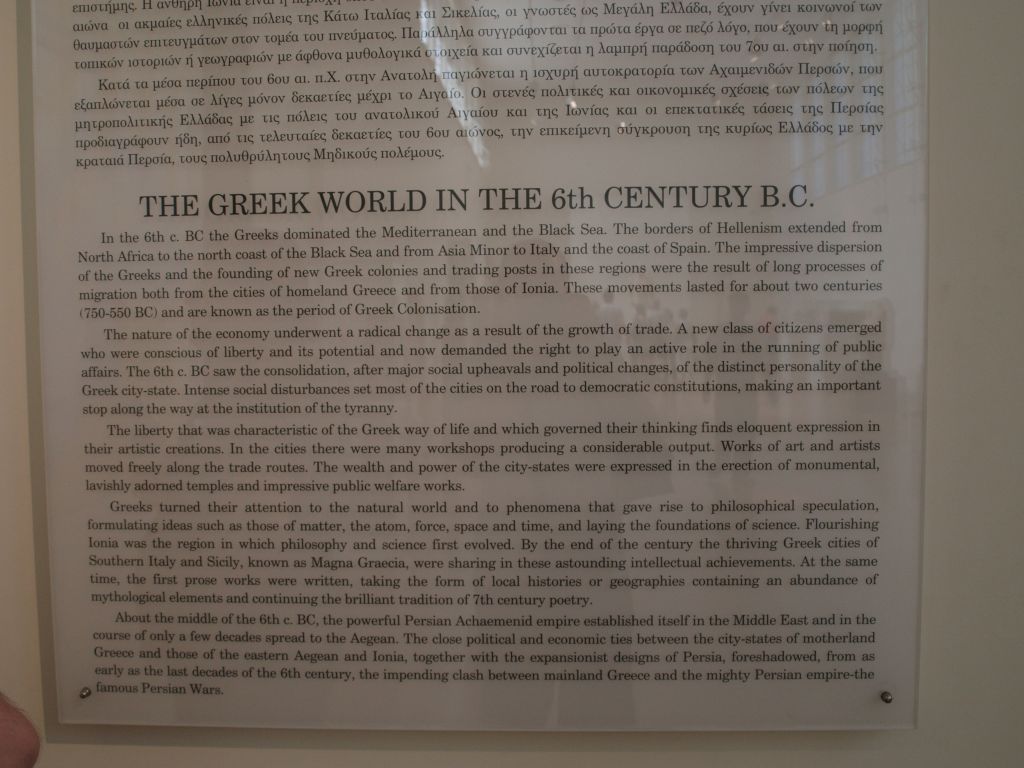 επιστήμης. Η ανθηρή Ιωνία είναι η περιοχή
αιώνα οι ακμαίες ελληνικές πόλεις της Κάτω Ιταλίας και Σικελίας, οι γνωστές ως Μεγάλη Ελλάδα, έχουν γίνει κοινωνοί των
θαυμαστών επιτευγμάτων στον τομέα του πνεύματος. Παράλληλα συγγράφονται τα πρώτα έργα σε πεζό λόγο, που έχουν τη μορφή
τοπικών ιστοριών ή γεωγραφιών με άφθονα μυθολογικά στοιχεία και συνεχίζεται η λαμπρή παράδοση του 7ου αι. στην ποίηση.
Κατά τα μέσα περίπου του 6ου αι. π.Χ. στην Ανατολή παγιώνεται η ισχυρή αυτοκρατορία των Αχαιμενιδών Περσών, που
εξαπλώνεται μέσα σε λίγες μόνον δεκαετίες μέχρι το Αιγαίο. Οι στενές πολιτικές και οικονομικές σχέσεις των πόλεων της
μητροπολιτικής Ελλάδας με τις πόλεις του ανατολικού Αιγαίου και της Ιωνίας και οι επεκτατικές τάσεις της Περσίας
προδιαγράφουν ήδη, από τις τελευταίες δεκαετίες του 6ου αιώνος, την επικείμενη σύγκρουση της κυρίως Ελλάδος με την
κραταιά Περσία, τους πολυθρύλητους Μηδικούς πολέμους.
THE GREEK WORLD IN THE 6th CENTURY B.C.
In the 6th c. BC the Greeks dominated the Mediterranean and the Black Sea. The borders of Hellenism extended from
North Africa to the north coast of the Black Sea and from Asia Minor to Italy and the coast of Spain. The impressive dispersion
of the Greeks and the founding of new Greek colonies and trading posts in these regions were the result of long processes of
migration both from the cities of homeland Greece and from those of Ionia. These movements lasted for about two centuries
(750-550 BC) and are known as the period of Greek Colonisation.
The nature of the economy underwent a radical change as a result of the growth of trade. A new class of citizens emerged
who were conscious of liberty and its potential and now demanded the right to play an active role in the running of public
affairs. The 6th c. BC saw the consolidation, after major social upheavals and political changes, of the distinct personality of the
Greek city-state. Intense social disturbances set most of the cities on the road to democratic constitutions, making an important
stop along the way at the institution of the tyranny.
The liberty that was characteristic of the Greek way of life and which governed their thinking finds eloquent expression in
their artistic creations. In the cities there were many workshops producing a considerable output. Works of art and artists
moved freely along the trade routes. The wealth and power of the city-states were expressed in the erection of monumental,
lavishly adorned temples and impressive public welfare works.
Greeks turned their attention to the natural world and to phenomena that gave rise to philosophical speculation,
formulating ideas such as those of matter, the atom, force, space and time, and laying the foundations of science. Flourishing
Ionia was the region in which philosophy and science first evolved. By the end of the century the thriving Greek cities of
Southern Italy and Sicily, known as Magna Graecia, were sharing in these astounding intellectual achievements. At the same
time, the first prose works were written, taking the form of local histories or geographies containing an abundance of
mythological elements and continuing the brilliant tradition of 7th century poetry.
About the middle of the 6th c. BC, the powerful Persian Achaemenid empire established itself in the Middle East and in the
course of only a few decades spread to the Aegean. The close political and economic ties between the city-states of motherland
Greece and those of the eastern Aegean and Ionia, together with the expansionist designs of Persia, foreshadowed, from as
early as the last decades of the 6th century, the impending clash between mainland Greece and the mighty Persian empire-the
famous Persian Wars.